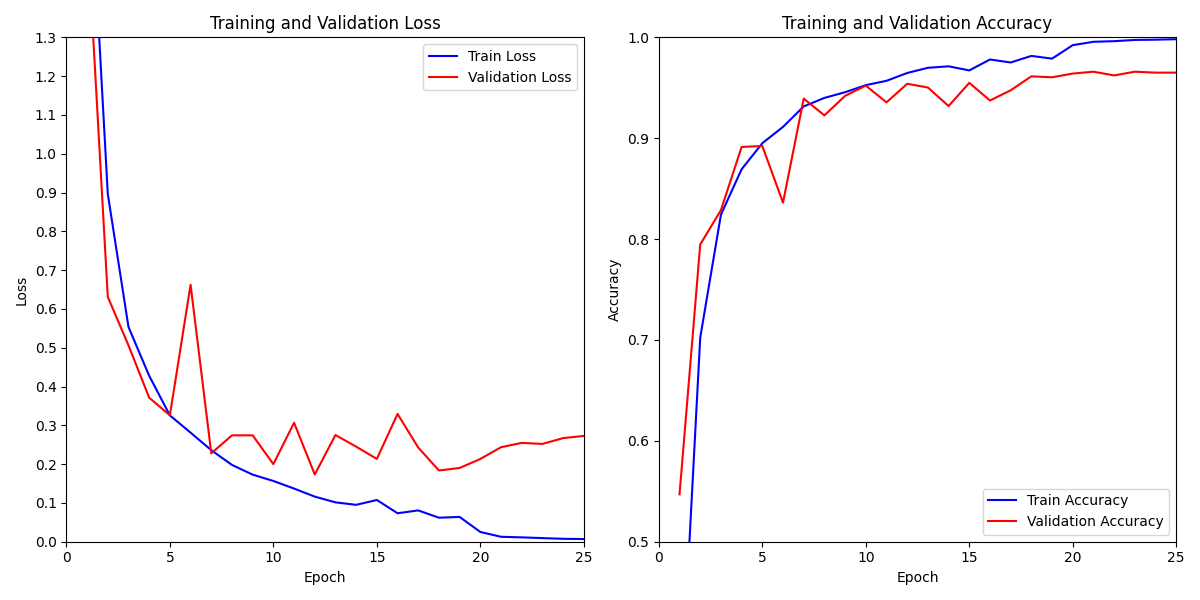 Training and Validation Loss
Train Loss
Validation Loss
1.3
1.2
1.1
1.0
0.9
0.8
0.7
0.6
0.5
0.4
0.3
0.2
0.1
0.0
Loss
0 5 10 15 20 25
Epoch
Training and Validation Accuracy
1.0
0.9
0.8
0.7
0.6
0.5
Accuracy
Train Accuracy
Validation Accuracy
0 5 10 15 20 25
Epoch